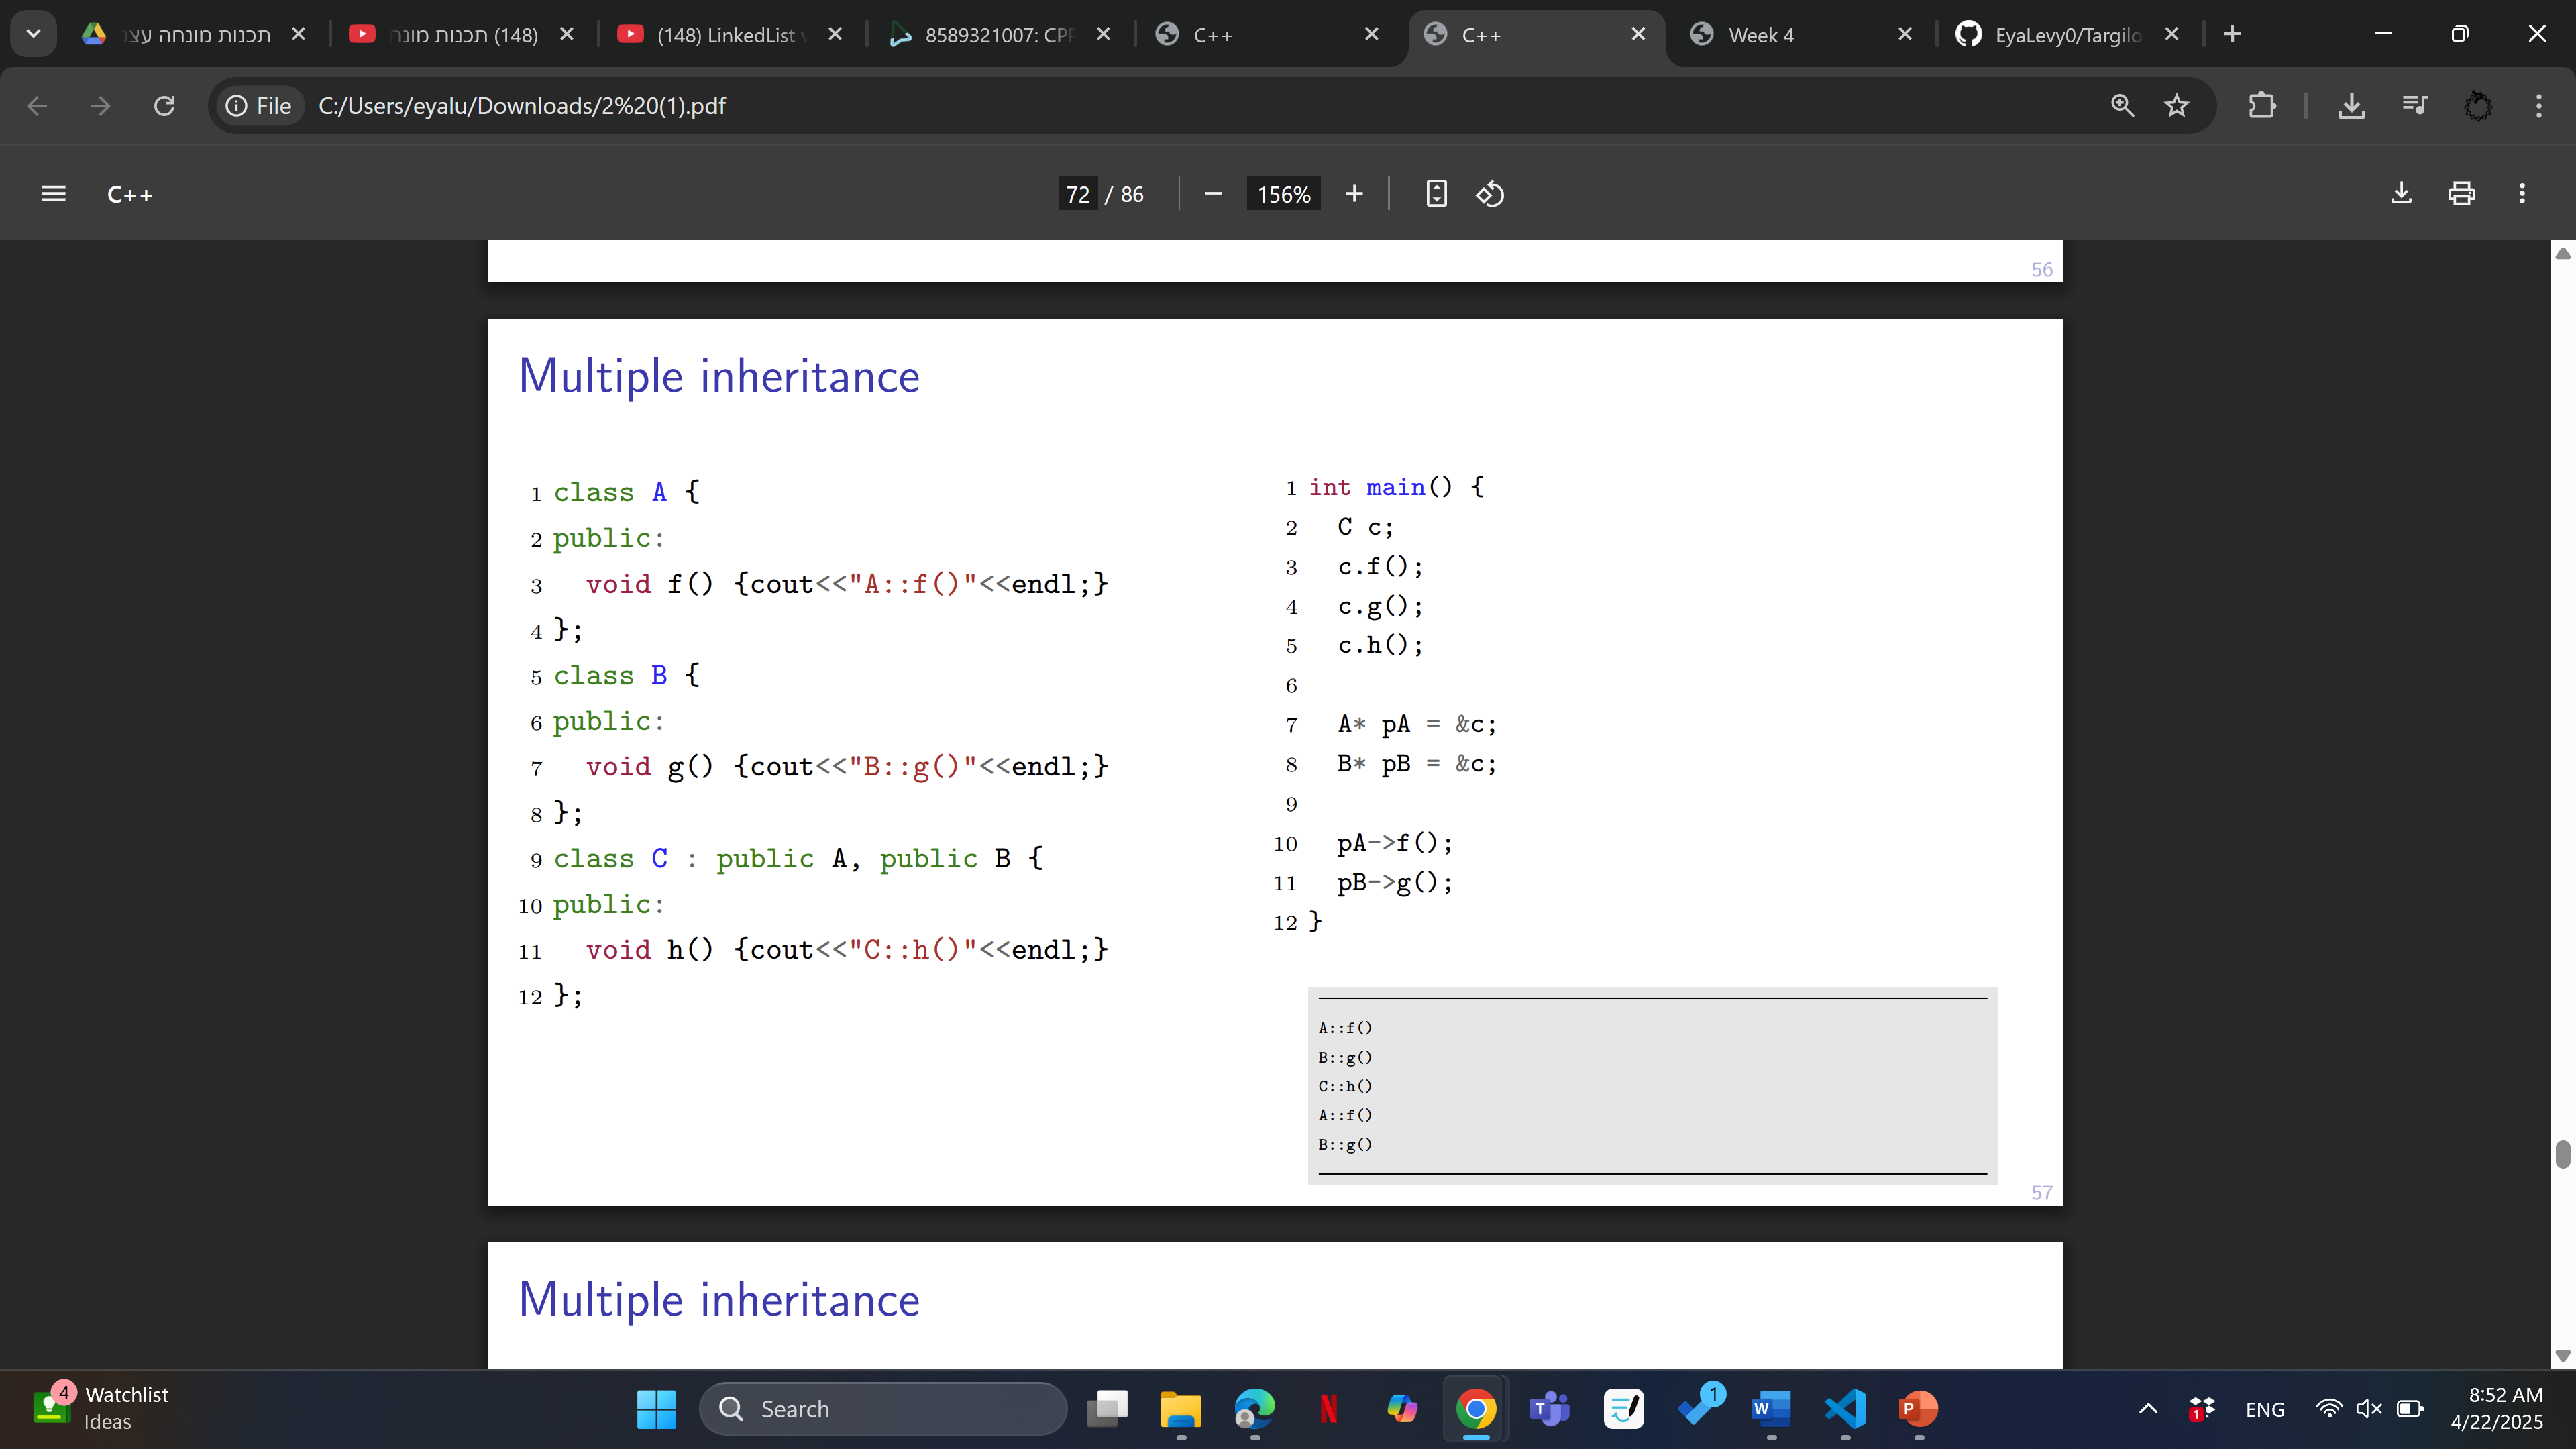 תכנות מונחה עצ
(148) תכנות מונח
(148) LinkedList
8589321007: CPP
C++
C++
Week 4
EyaLevy0/Targilo
File
C:/Users/eyalu/Downloads/2%20(1).pdf
C++
72 / 86
156%
56
Multiple inheritance
1 class A {
2 public:
3 void f() {cout<<"A::f()"<<endl;}
4 };
5 class B {
6 public:
7 void g() {cout<<"B::g()"<<endl;}
8 };
9 class C : public A, public B {
10 public:
11 void h() {cout<<"C::h()"<<endl;}
12 };
1 int main() {
2 C c;
3 c.f();
4 c.g();
5 c.h();
6
7 A* pA = &c;
8 B* pB = &c;
9
10 pA->f();
11 pB->g();
12 }
A::f()
B::g()
C::h()
A::f()
B::g()
57
Multiple inheritance
4
Watchlist
Ideas
Search
1
1
ENG
8:52 AM
4/22/2025